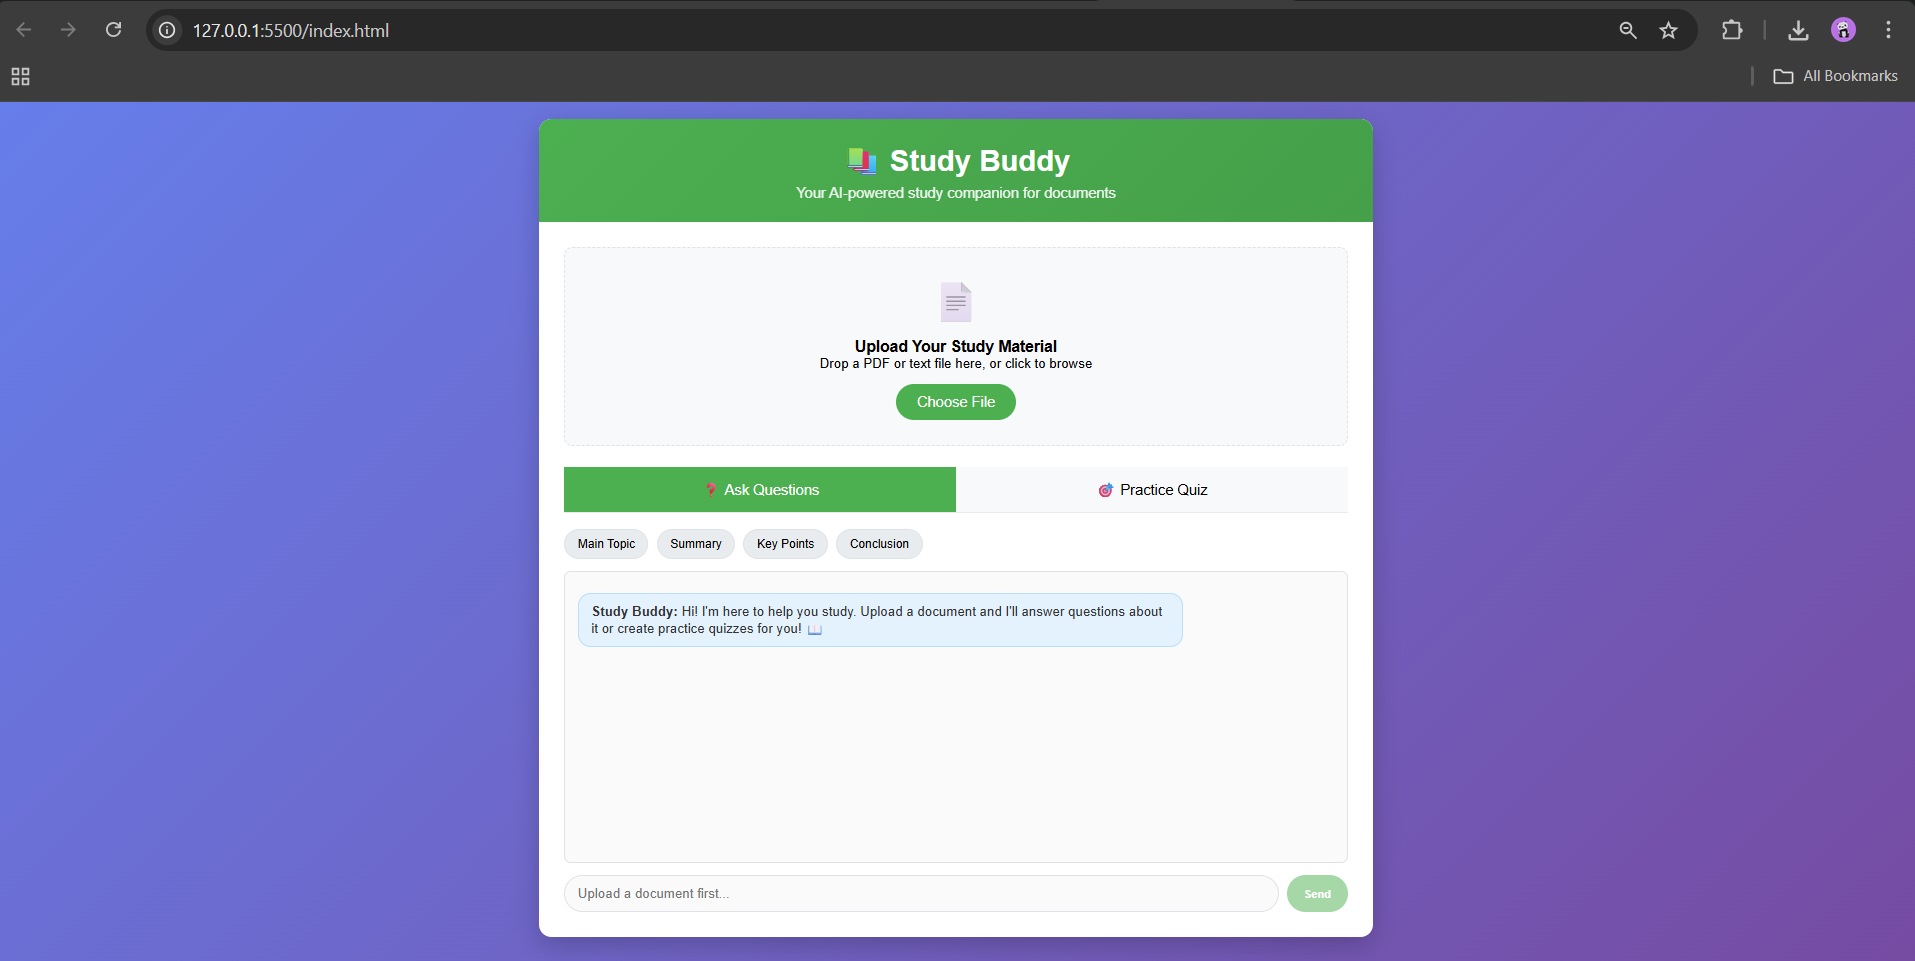 127.0.0.1:5500/index.html
All Bookmarks
Study Buddy
Your AI-powered study companion for documents
Upload Your Study Material
Drop a PDF or text file here, or click to browse
Choose File
Ask Questions
Practice Quiz
Main Topic
Summary
Key Points
Conclusion
Study Buddy: Hi! I'm here to help you study. Upload a document and I'll answer questions about
it or create practice quizzes for you!
Upload a document first...
Send